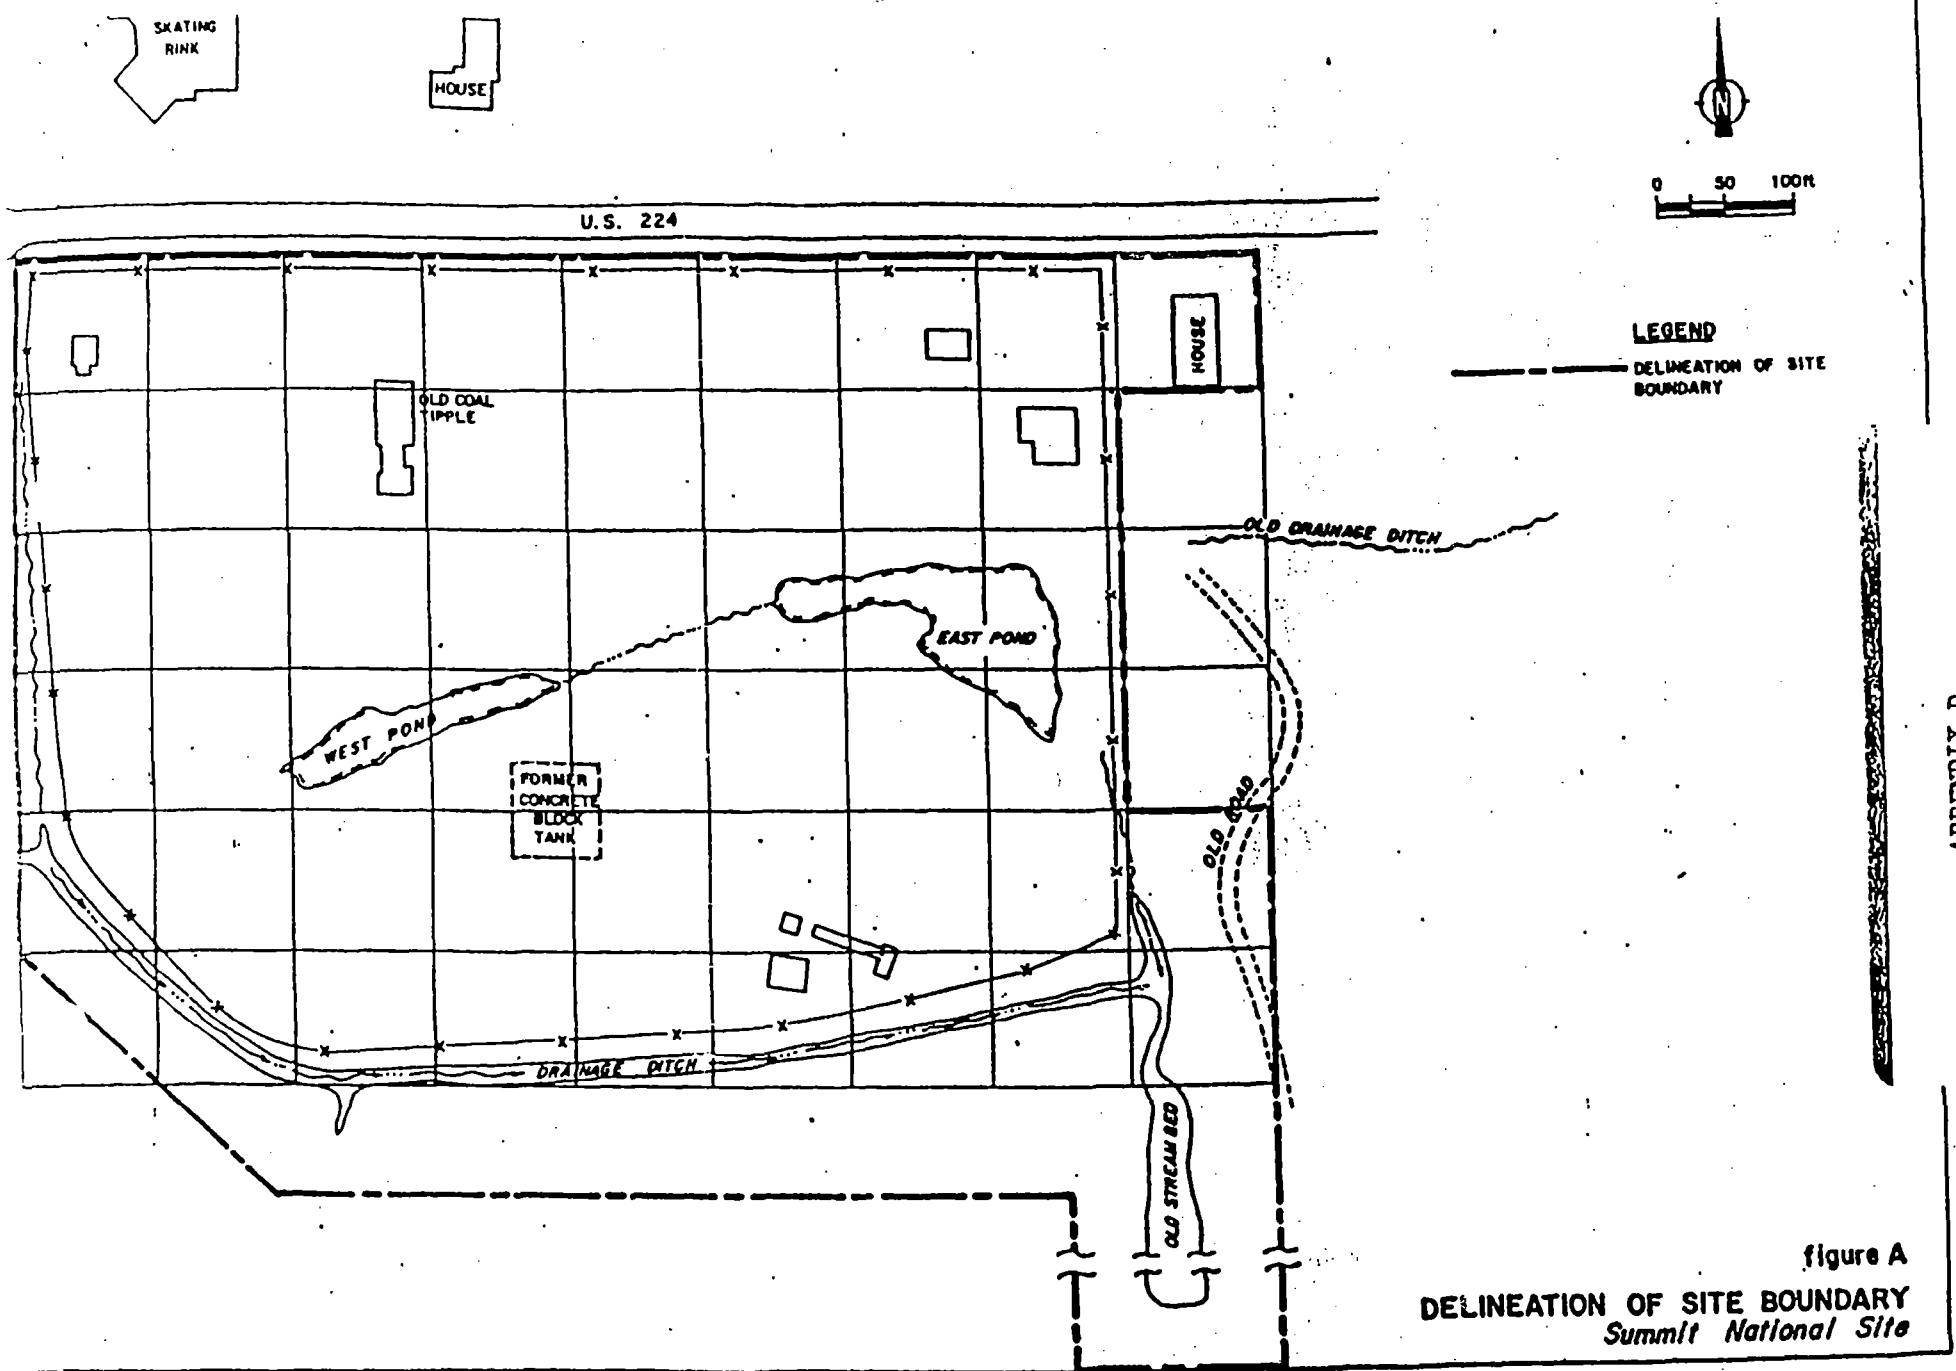 SKATING
RINK
HOUSE
N
0 50 100ft
U.S. 224
HOUSE
LEGEND
DELINEATION OF SITE
BOUNDARY
OLD COAL
TIPPLE
OLD DRAINAGE DITCH
EAST POND
WEST POND
FORMER
CONCRETE
BLOCK
TANK
OLD ROAD
APPENDIX D
DRAINAGE DITCH
OLD STREAM BED
figure A
DELINEATION OF SITE BOUNDARY
Summit National Site